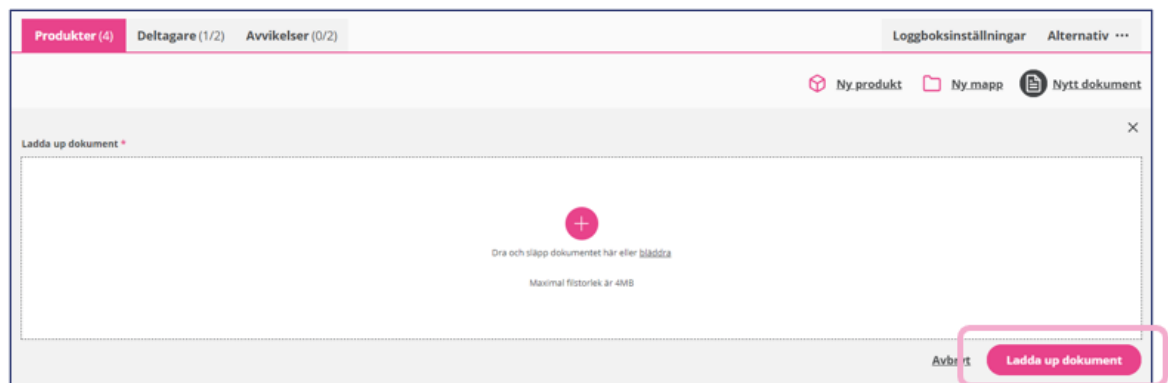 Produkter (4) Deltagare (1/2) Avvikelser (0/2) Loggboksinställningar Alternativ ···
Ny produkt Ny mapp Nytt dokument
Ladda up dokument *
Dra och släpp dokumentet här eller bläddra
Maximal filstorlek är 4MB
Avbryt Ladda up dokument